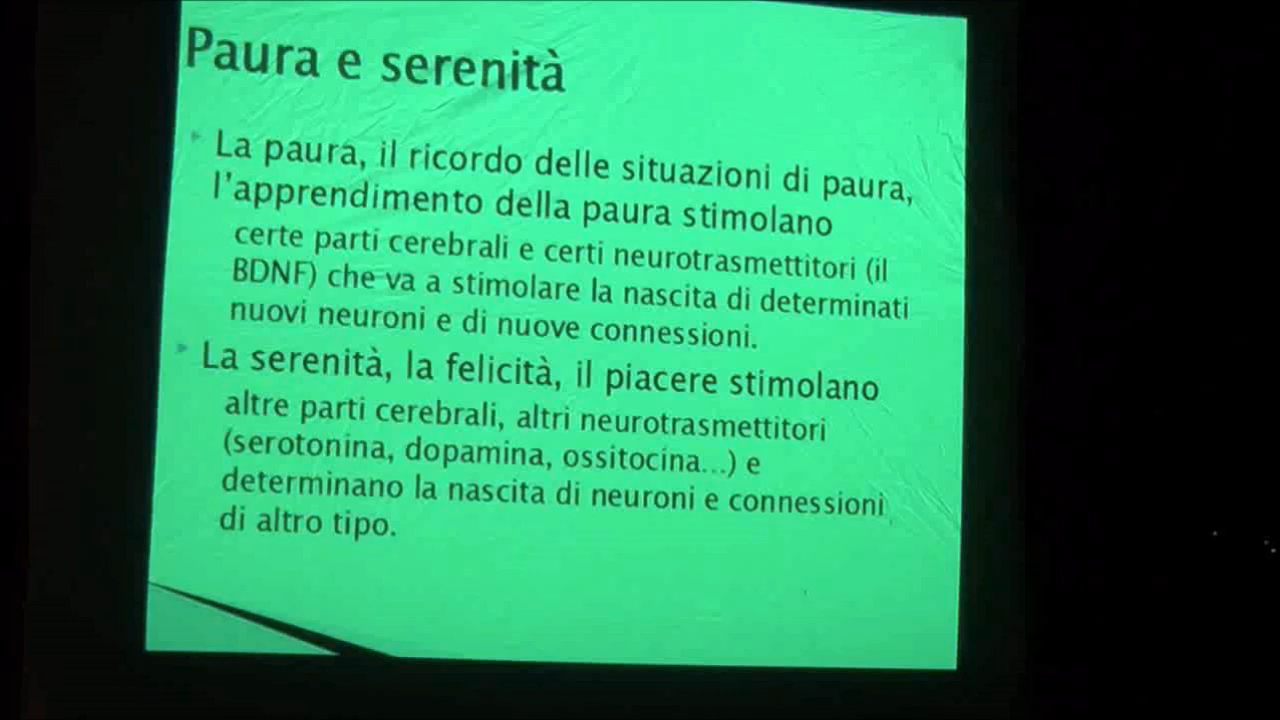 Paura e serenità
La paura, il ricordo delle situazioni di paura,
l'apprendimento della paura stimolano
certe parti cerebrali e certi neurotrasmettitori (il
BDNF) che va a stimolare la nascita di determinati
nuovi neuroni e di nuove connessioni.
La serenità, la felicità, il piacere stimolano
altre parti cerebrali, altri neurotrasmettitori
(serotonina, dopamina, ossitocina...) e
determinano la nascita di neuroni e connessioni
di altro tipo.